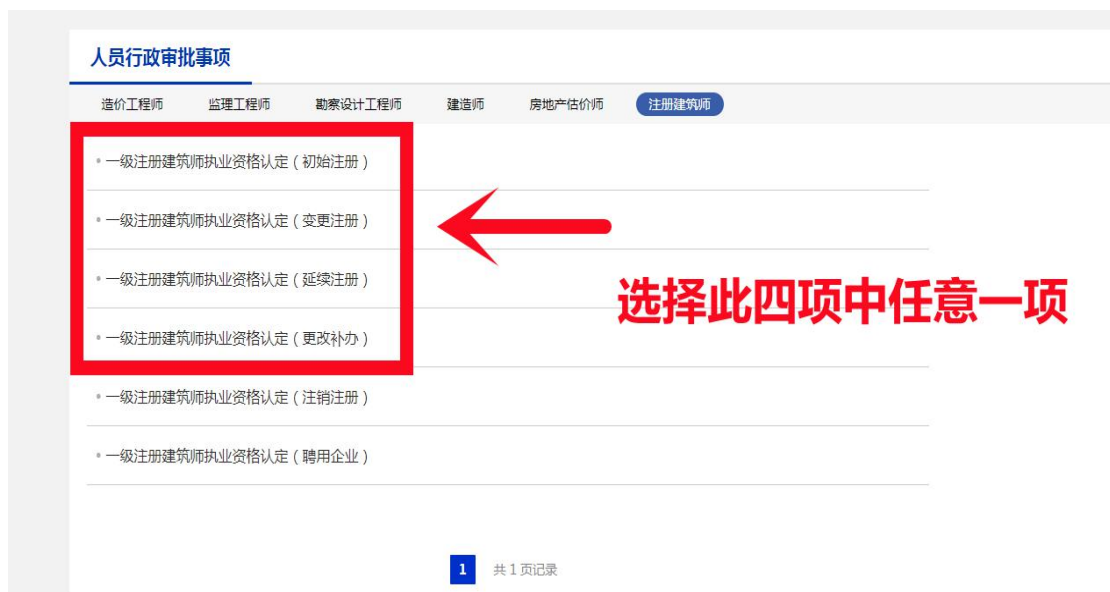 人员行政审批事项
造价工程师 监理工程师 勘察设计工程师 建造师 房地产估价师 注册建筑师
一级注册建筑师执业资格认定（初始注册）
一级注册建筑师执业资格认定（变更注册）
一级注册建筑师执业资格认定（延续注册）
选择此四项中任意一项
一级注册建筑师执业资格认定（更改补办）
一级注册建筑师执业资格认定（注销注册）
一级注册建筑师执业资格认定（聘用企业）
1 共 1 页记录